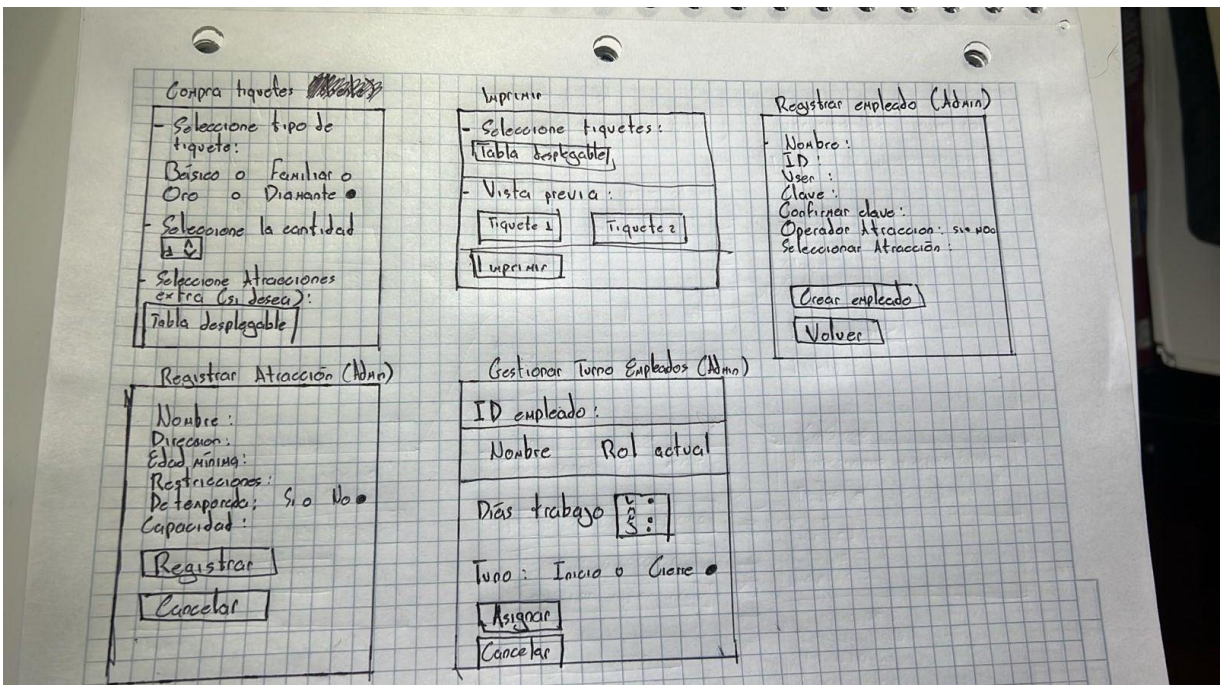 Compra tiquetes
- Seleccione tipo de
tiquete:
Básico o Familiar o
Oro o Diamante ●
- Seleccione la cantidad
1
- Seleccione Atracciones
extra (si desea):
Tabla desplegable
Imprimir
- Seleccione tiquetes:
Tabla desplegable
- Vista previa:
Tiquete 1 Tiquete 2
Imprimir
Registrar empleado (Admin)
- Nombre:
ID:
User:
Clave:
Confirmar clave:
Operador Atraccion: si o no o
Seleccionar Atracción:
Crear empleado
Volver
Registrar Atracción (Admin)
Nombre:
Direccion:
Edad mínima:
Restricciones:
De temporada: Si o No ●
Capacidad:
Registrar
Cancelar
Gestionar Turno Empleados (Admin)
ID empleado:
Nombre Rol actual
Días trabajo
Tuno: Inicio o Cierre ●
Asignar
Cancelar